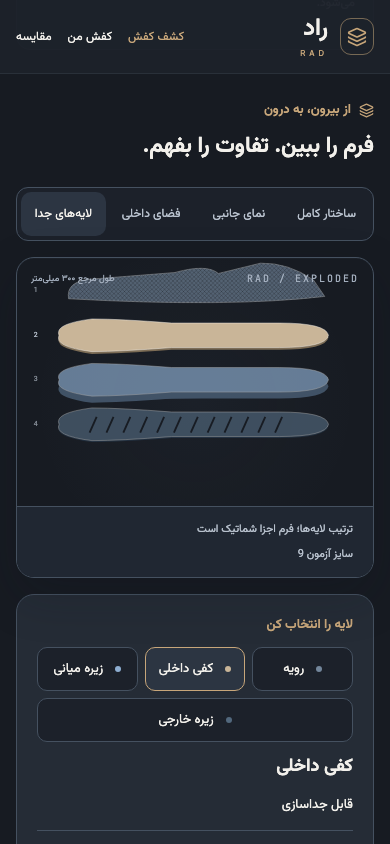 راد
RAD
کشف کفش
کفش من
مقایسه
از بیرون، به درون
فرم را ببین. تفاوت را بفهم.
ساختار کامل
نمای جانبی
فضای داخلی
لایه‌های جدا
RAD / EXPLODED
طول مرجع ۳۰۰ میلی‌متر
1
2
3
4
ترتیب لایه‌ها؛ فرم اجزا شماتیک است
سایز آزمون 9
لایه را انتخاب کن
رویه
کفی داخلی
زیره میانی
زیره خارجی
کفی داخلی
قابل جداسازی